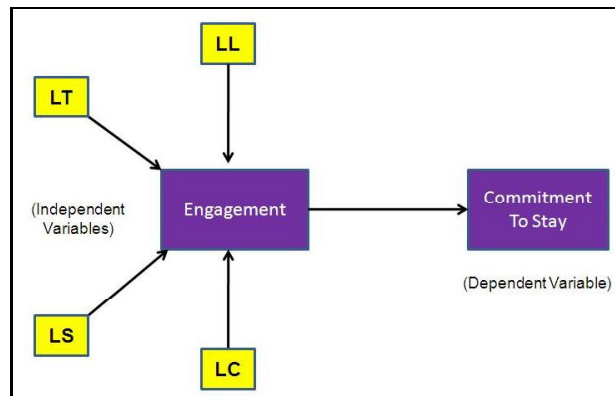 LL
LT
(Independent
Variables)
Engagement
Commitment
To Stay
(Dependent Variable)
LS
LC